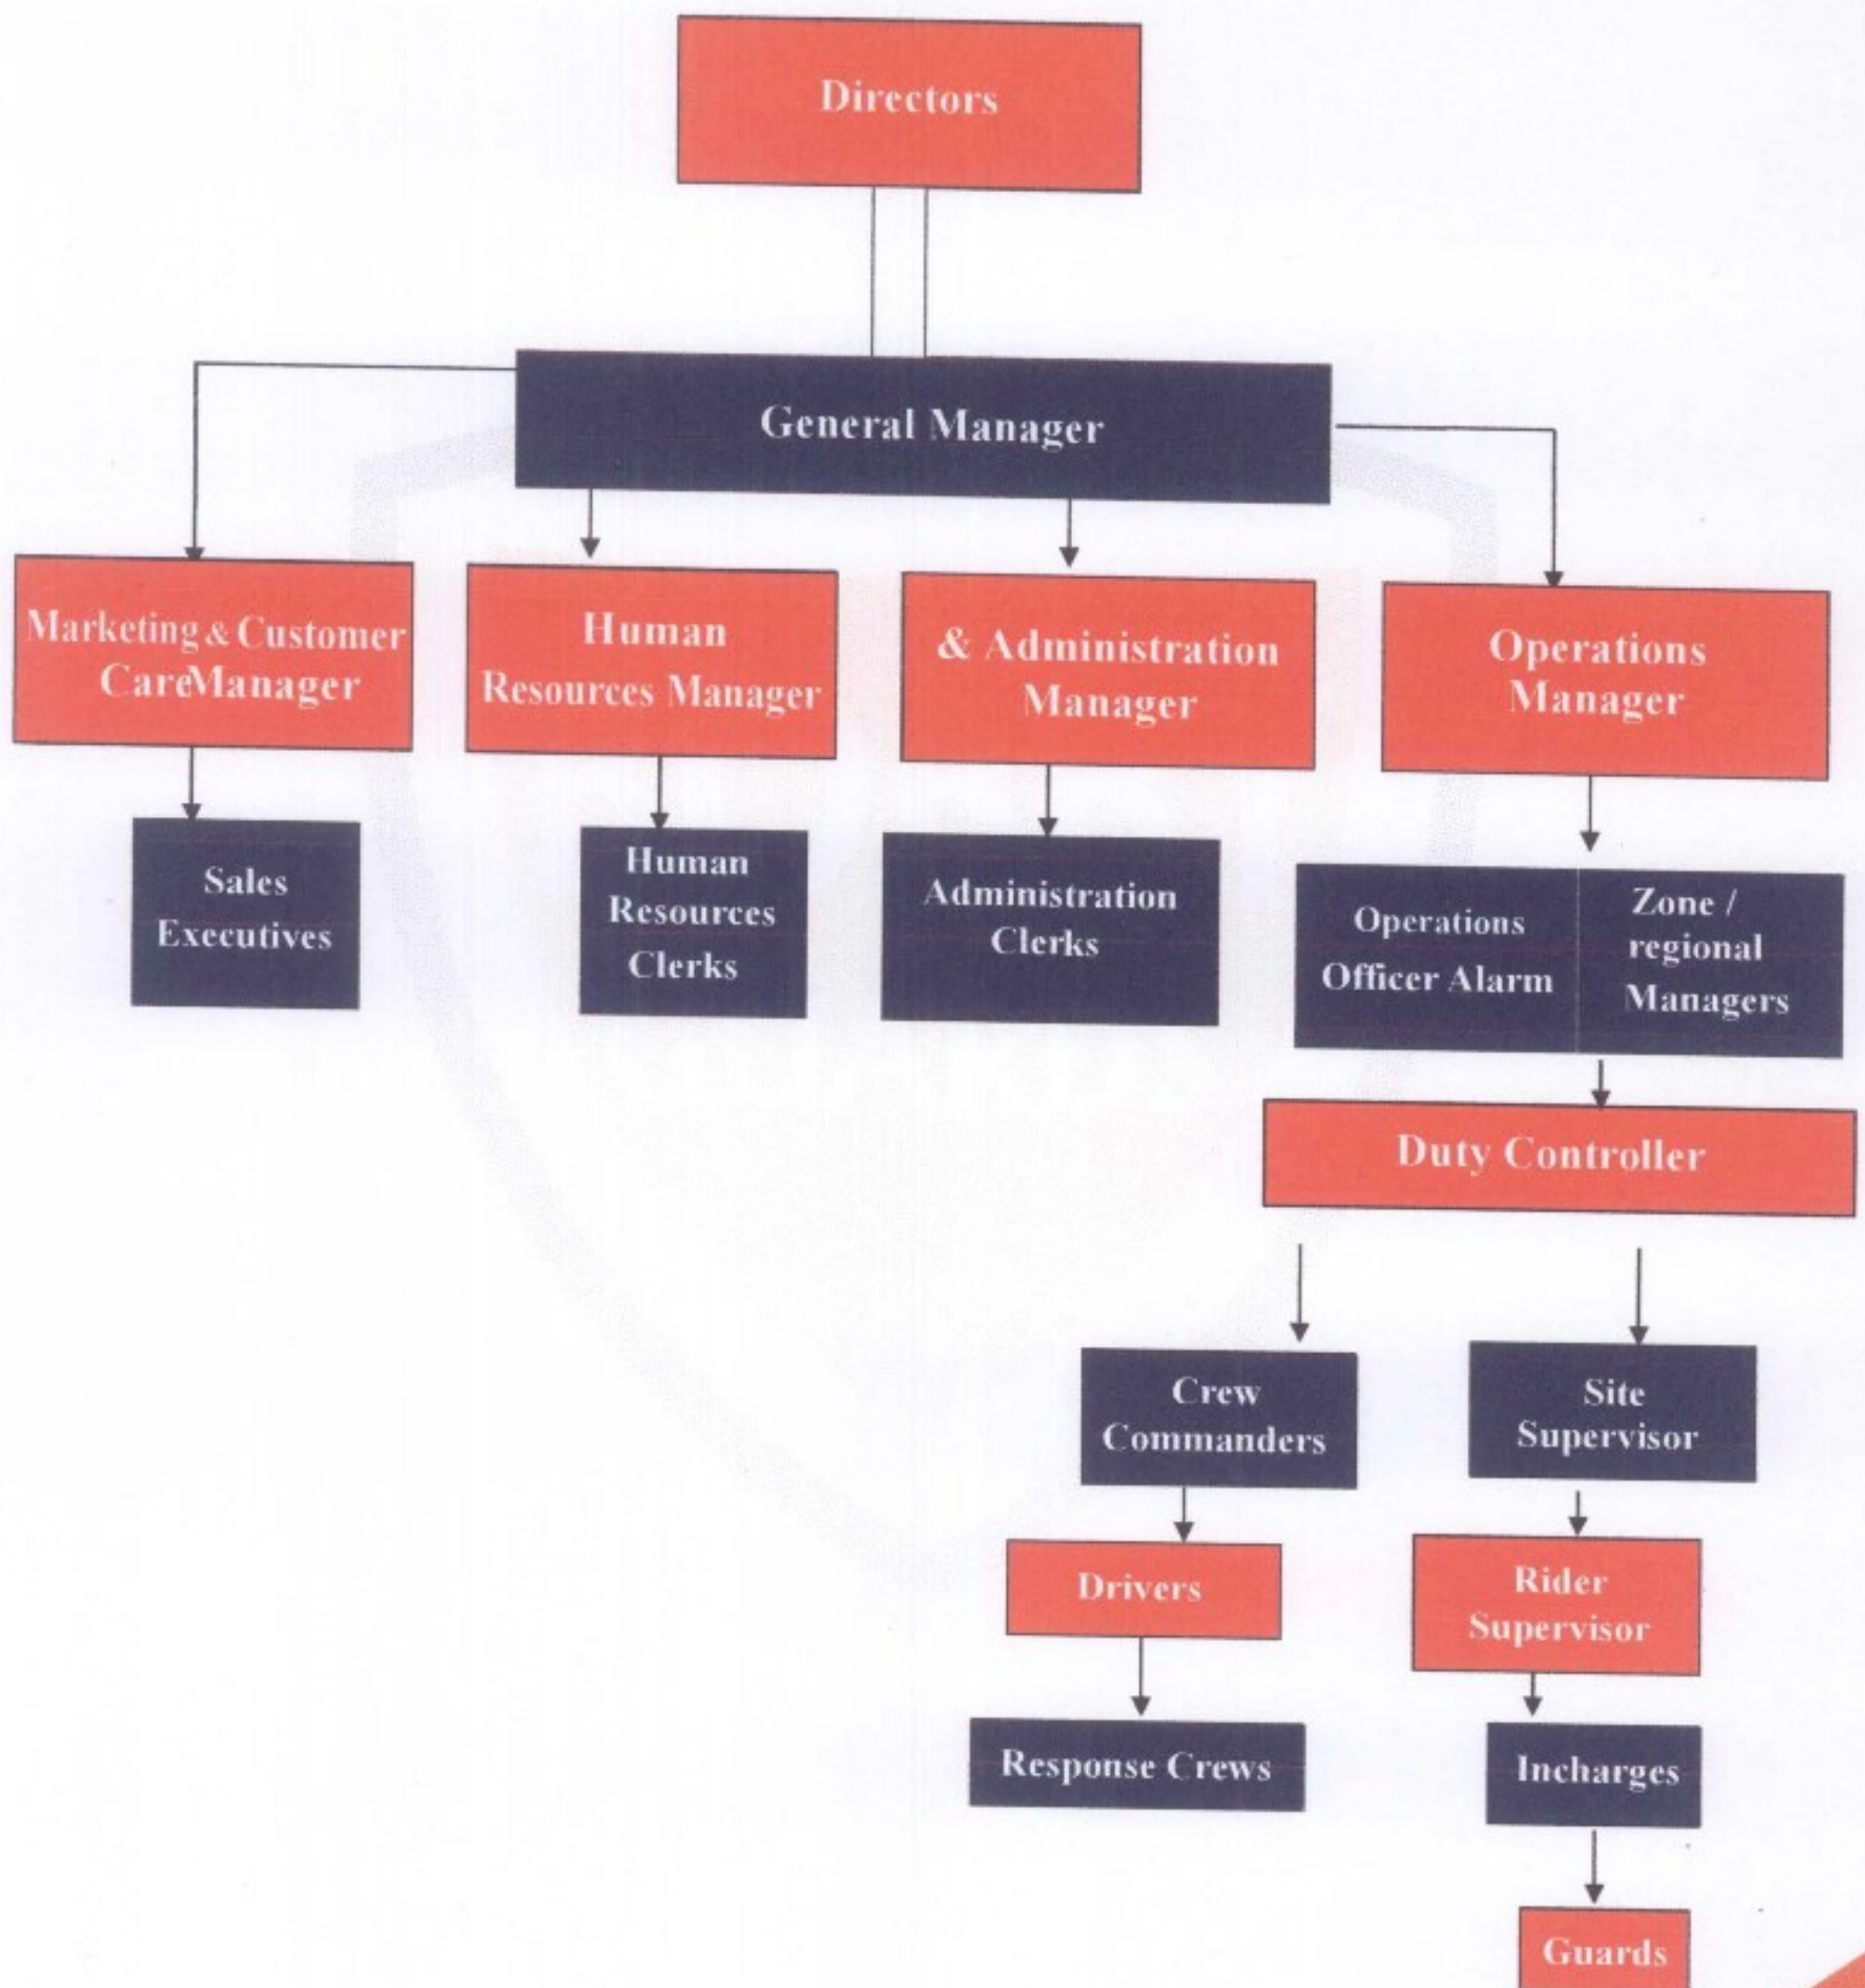 Directors
General Manager
Marketing & Customer
CareManager
Human
Resources Manager
& Administration
Manager
Operations
Manager
Sales
Executives
Human
Resources
Clerks
Administration
Clerks
Operations
Officer Alarm
Zone /
regional
Managers
Duty Controller
Crew
Commanders
Site
Supervisor
Drivers
Rider
Supervisor
Response Crews
Incharges
Guards